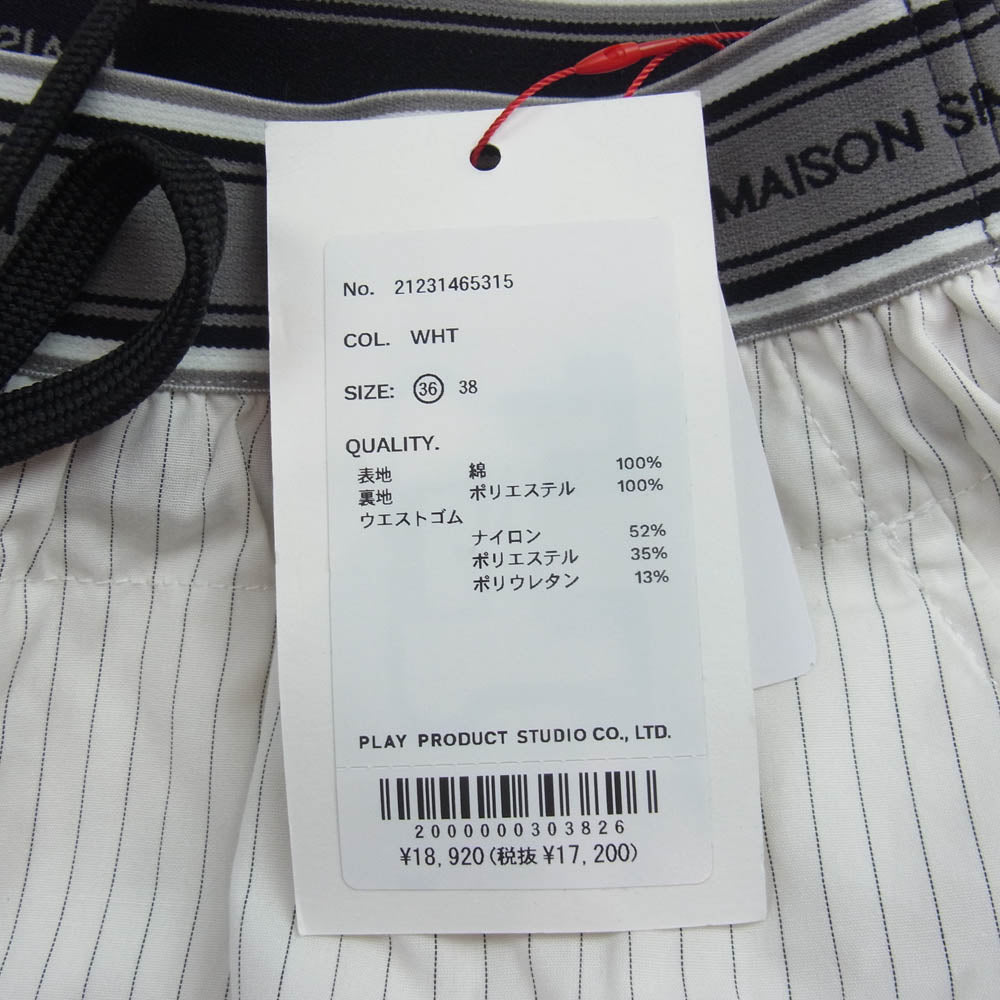 MAISON
No. 21231465315
COL. WHT
SIZE: 36 38
QUALITY.
表地 綿 100%
裏地 ポリエステル 100%
ウエストゴム
ナイロン 52%
ポリエステル 35%
ポリウレタン 13%
PLAY PRODUCT STUDIO CO., LTD.
2000000303826
¥18,920(税抜 ¥17,200)